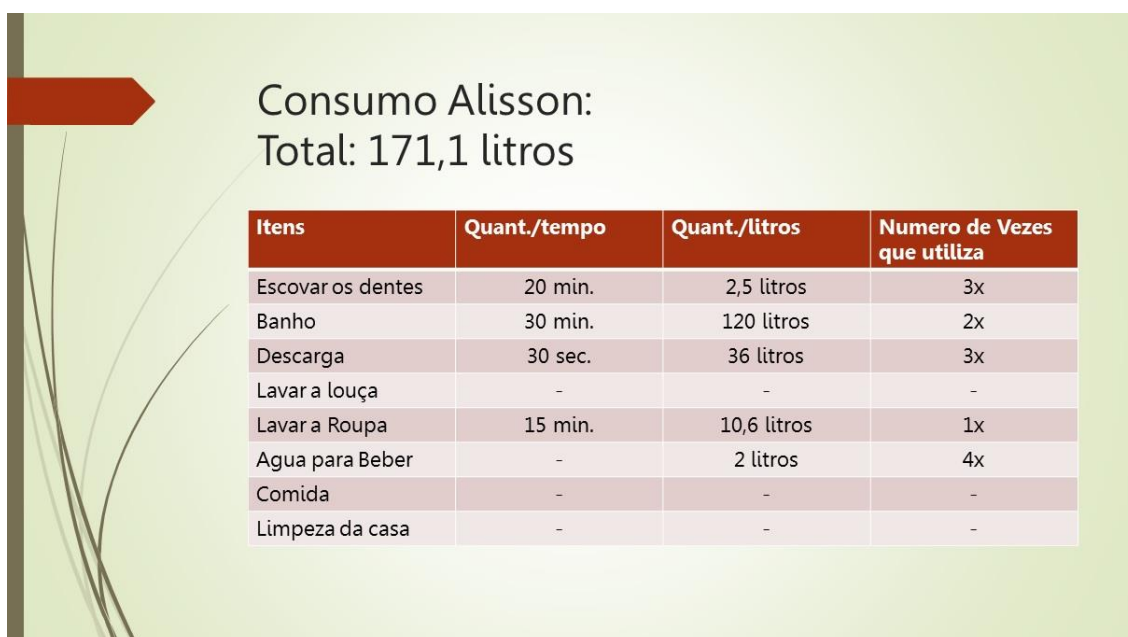 Consumo Alisson:
Total: 171,1 litros
Itens Quant./tempo Quant./litros Numero de Vezes que utiliza
Escovar os dentes 20 min. 2,5 litros 3x
Banho 30 min. 120 litros 2x
Descarga 30 sec. 36 litros 3x
Lavar a louça - - -
Lavar a Roupa 15 min. 10,6 litros 1x
Agua para Beber - 2 litros 4x
Comida - - -
Limpeza da casa - - -